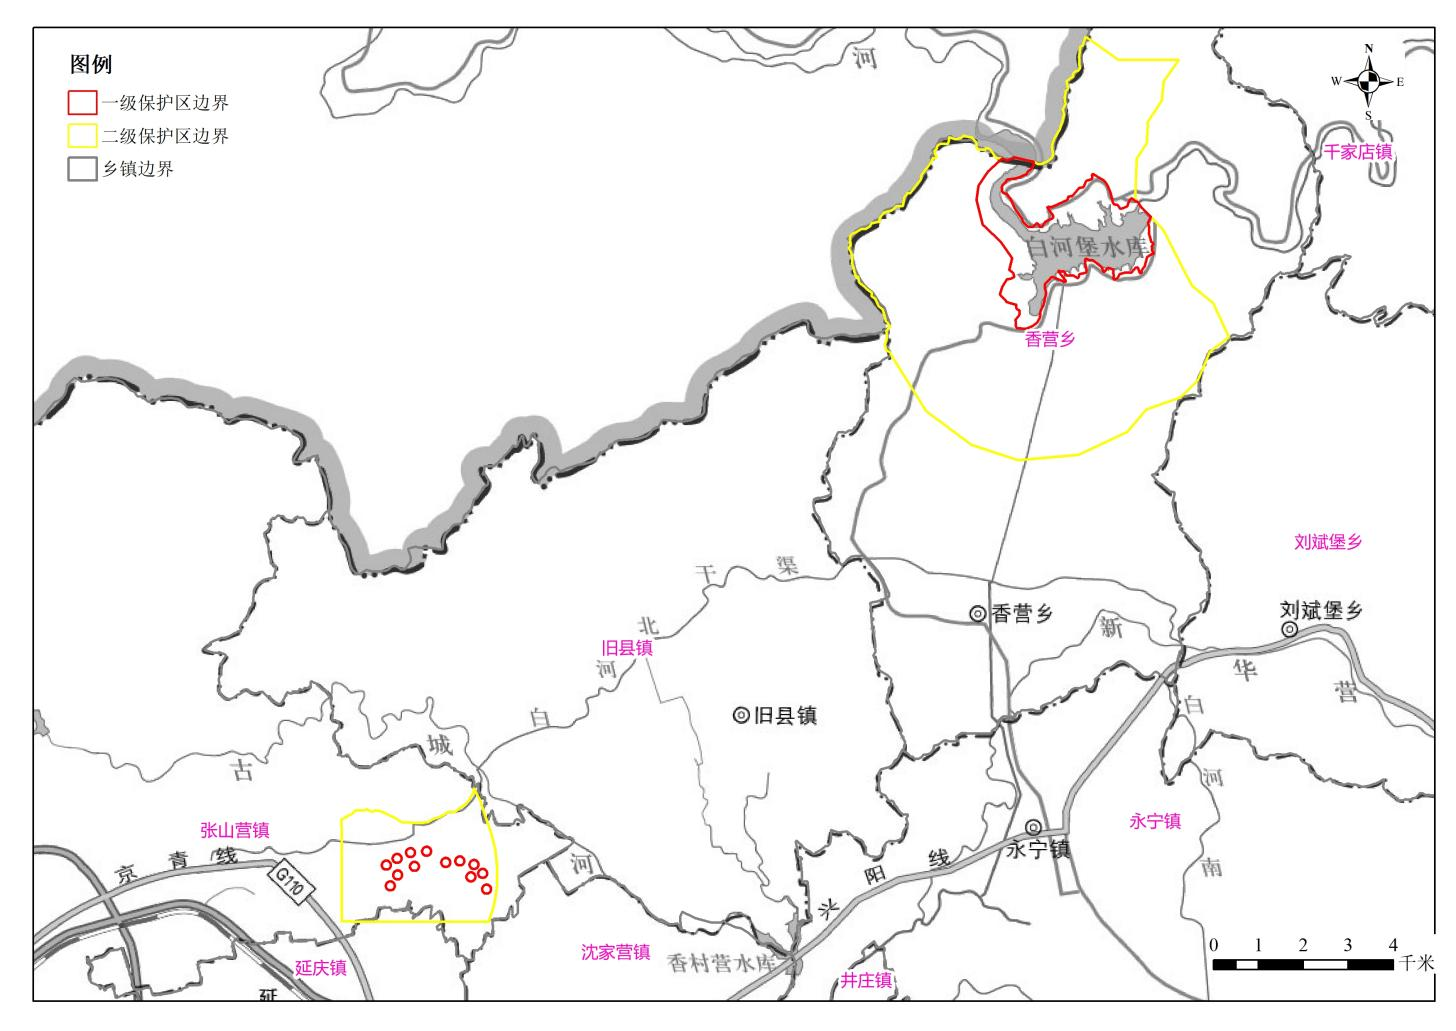 图例
一级保护区边界
二级保护区边界
乡镇边界
N
W
E
S
河
千家店镇
白河堡水库
香营乡
刘斌堡乡
刘斌堡乡
干
渠
香营乡
新
北
旧县镇
河
华
营
白
旧县镇
白
城
古
河
张山营镇
永宁镇
京
青
线
永宁镇
线
阳
河
南
G110
兴
沈家营镇
香村营水库
延庆镇
井庄镇
延
0
1
2
3
4
千米